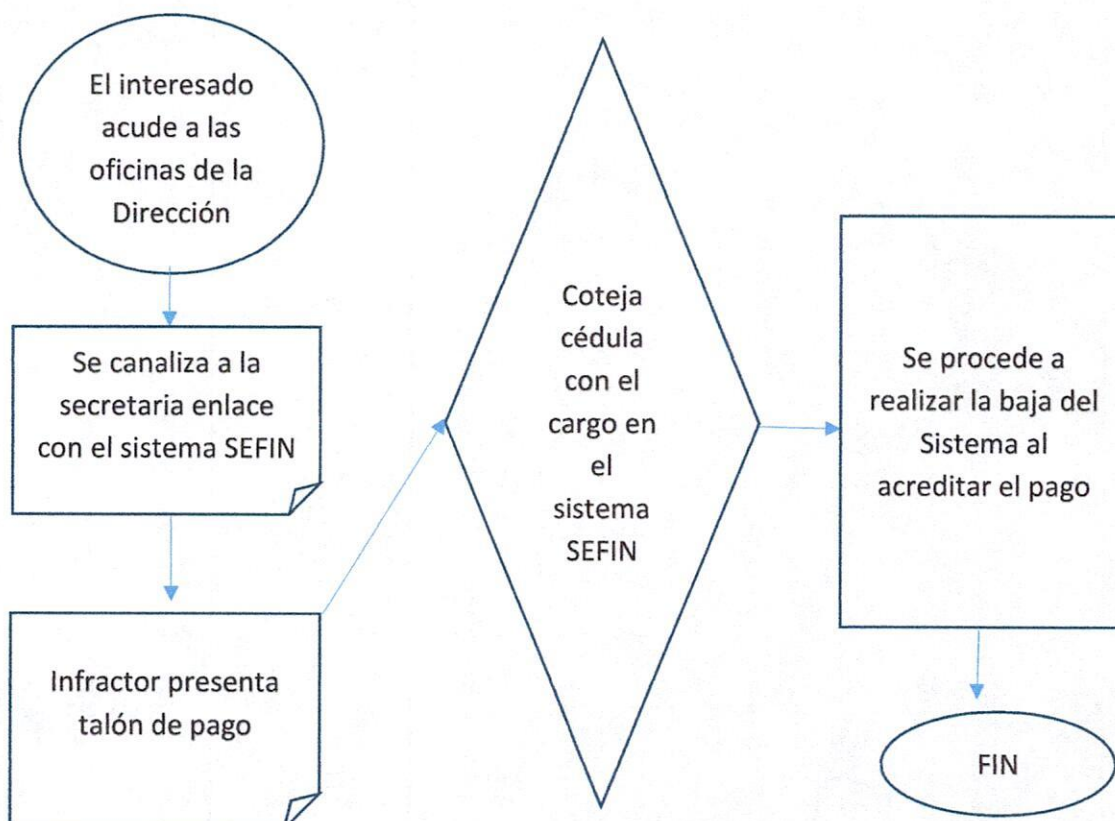 El interesado
acude a las
oficinas de la
Dirección
Se canaliza a la
secretaria enlace
con el sistema SEFIN
Infractor presenta
talón de pago
Coteja
cédula
con el
cargo en
el
sistema
SEFIN
Se procede a
realizar la baja del
Sistema al
acreditar el pago
FIN